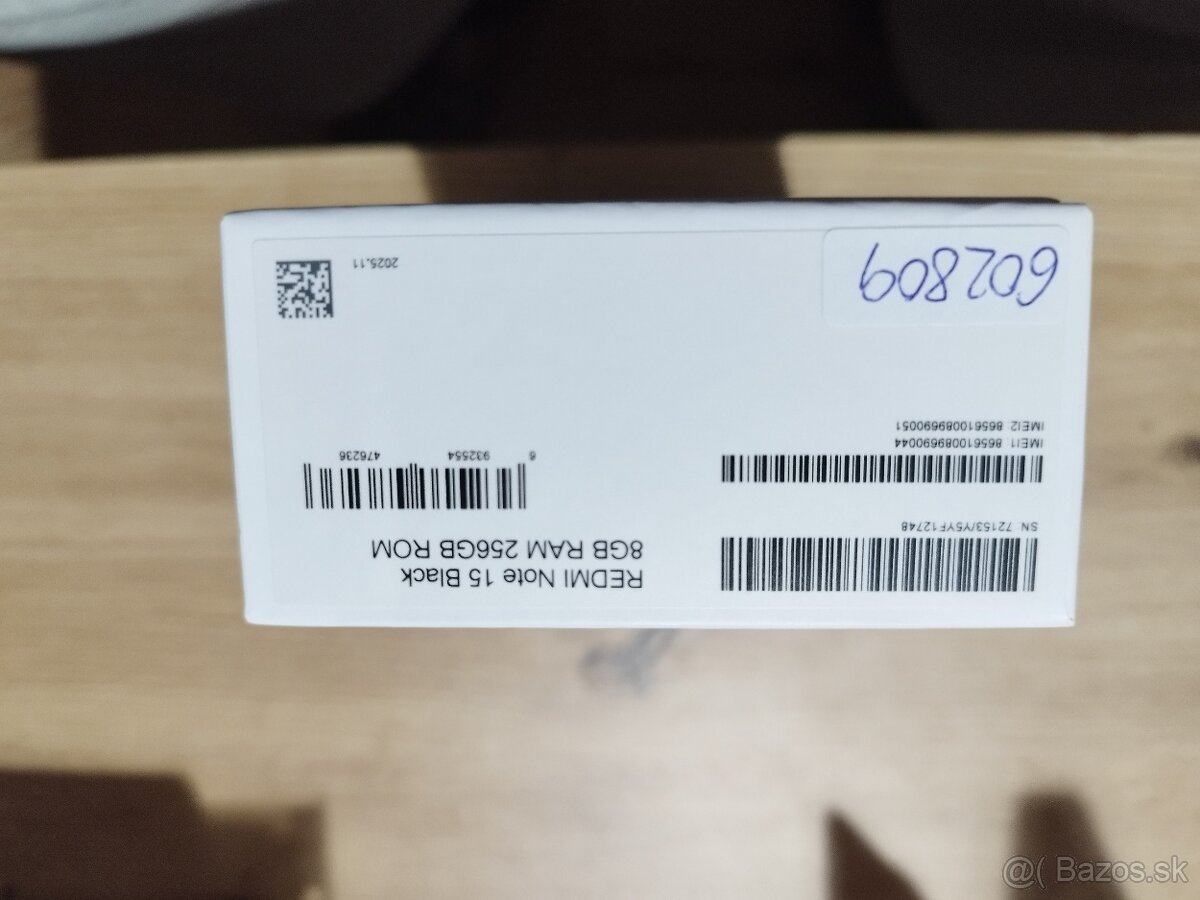 SN: 72153/Y5YF12748
IMEI1: 865610089690044
IMEI2: 865610089690051
602809
REDMI Note 15 Black
8GB RAM 256GB ROM
6 932554 476236
2025.11
@( Bazos.sk